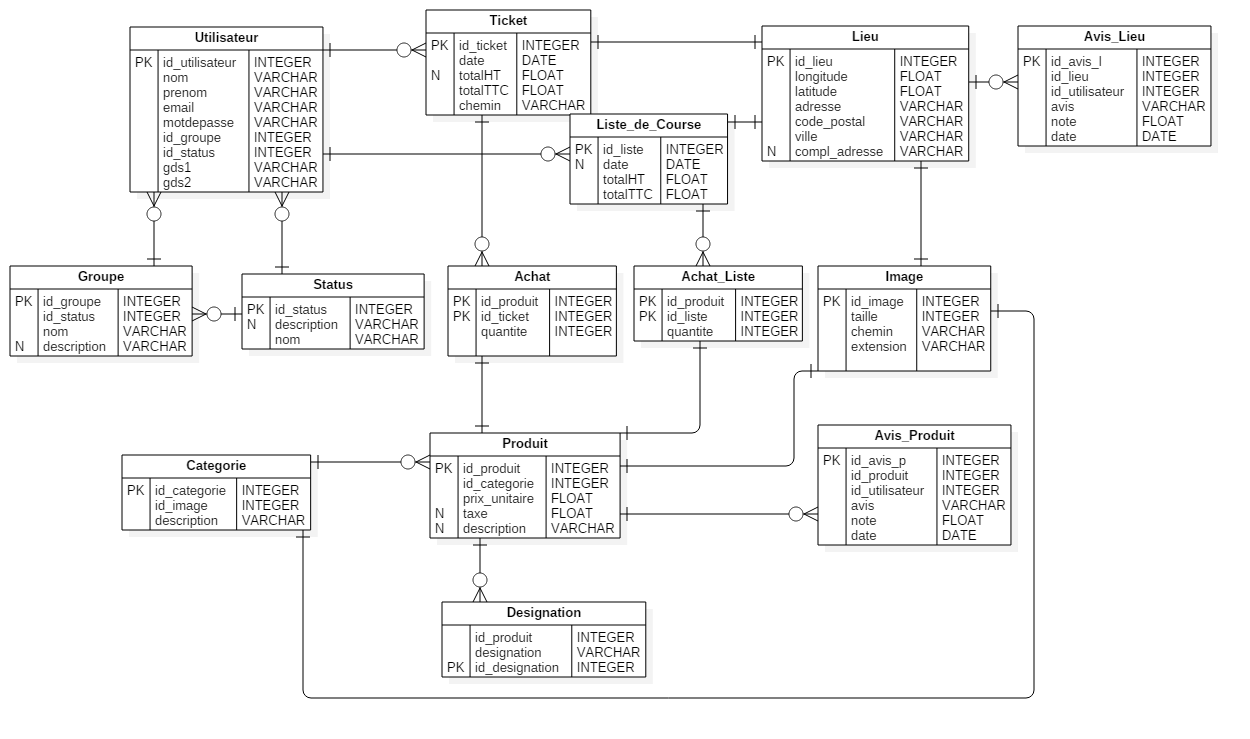 Utilisateur
PK id_utilisateur INTEGER
nom VARCHAR
prenom VARCHAR
email VARCHAR
motdepasse VARCHAR
id_groupe INTEGER
id_status INTEGER
gds1 VARCHAR
gds2 VARCHAR
Ticket
PK id_ticket INTEGER
date DATE
N totalHT FLOAT
totalTTC FLOAT
chemin VARCHAR
Liste_de_Course
PK id_liste INTEGER
N date DATE
totalHT FLOAT
totalTTC FLOAT
Lieu
PK id_lieu INTEGER
longitude FLOAT
latitude FLOAT
adresse VARCHAR
code_postal VARCHAR
ville VARCHAR
N compl_adresse VARCHAR
Avis_Lieu
PK id_avis_l INTEGER
id_lieu INTEGER
id_utilisateur INTEGER
avis VARCHAR
note FLOAT
date DATE
Groupe
PK id_groupe INTEGER
id_status INTEGER
nom VARCHAR
N description VARCHAR
Status
PK id_status INTEGER
N description VARCHAR
nom VARCHAR
Achat
PK id_produit INTEGER
PK id_ticket INTEGER
quantite INTEGER
Achat_Liste
PK id_produit INTEGER
PK id_liste INTEGER
quantite INTEGER
Image
PK id_image INTEGER
taille INTEGER
chemin VARCHAR
extension VARCHAR
Categorie
PK id_categorie INTEGER
id_image INTEGER
description VARCHAR
Produit
PK id_produit INTEGER
id_categorie INTEGER
prix_unitaire FLOAT
N taxe FLOAT
N description VARCHAR
Avis_Produit
PK id_avis_p INTEGER
id_produit INTEGER
id_utilisateur INTEGER
avis VARCHAR
note FLOAT
date DATE
Designation
id_produit INTEGER
designation VARCHAR
PK id_designation INTEGER